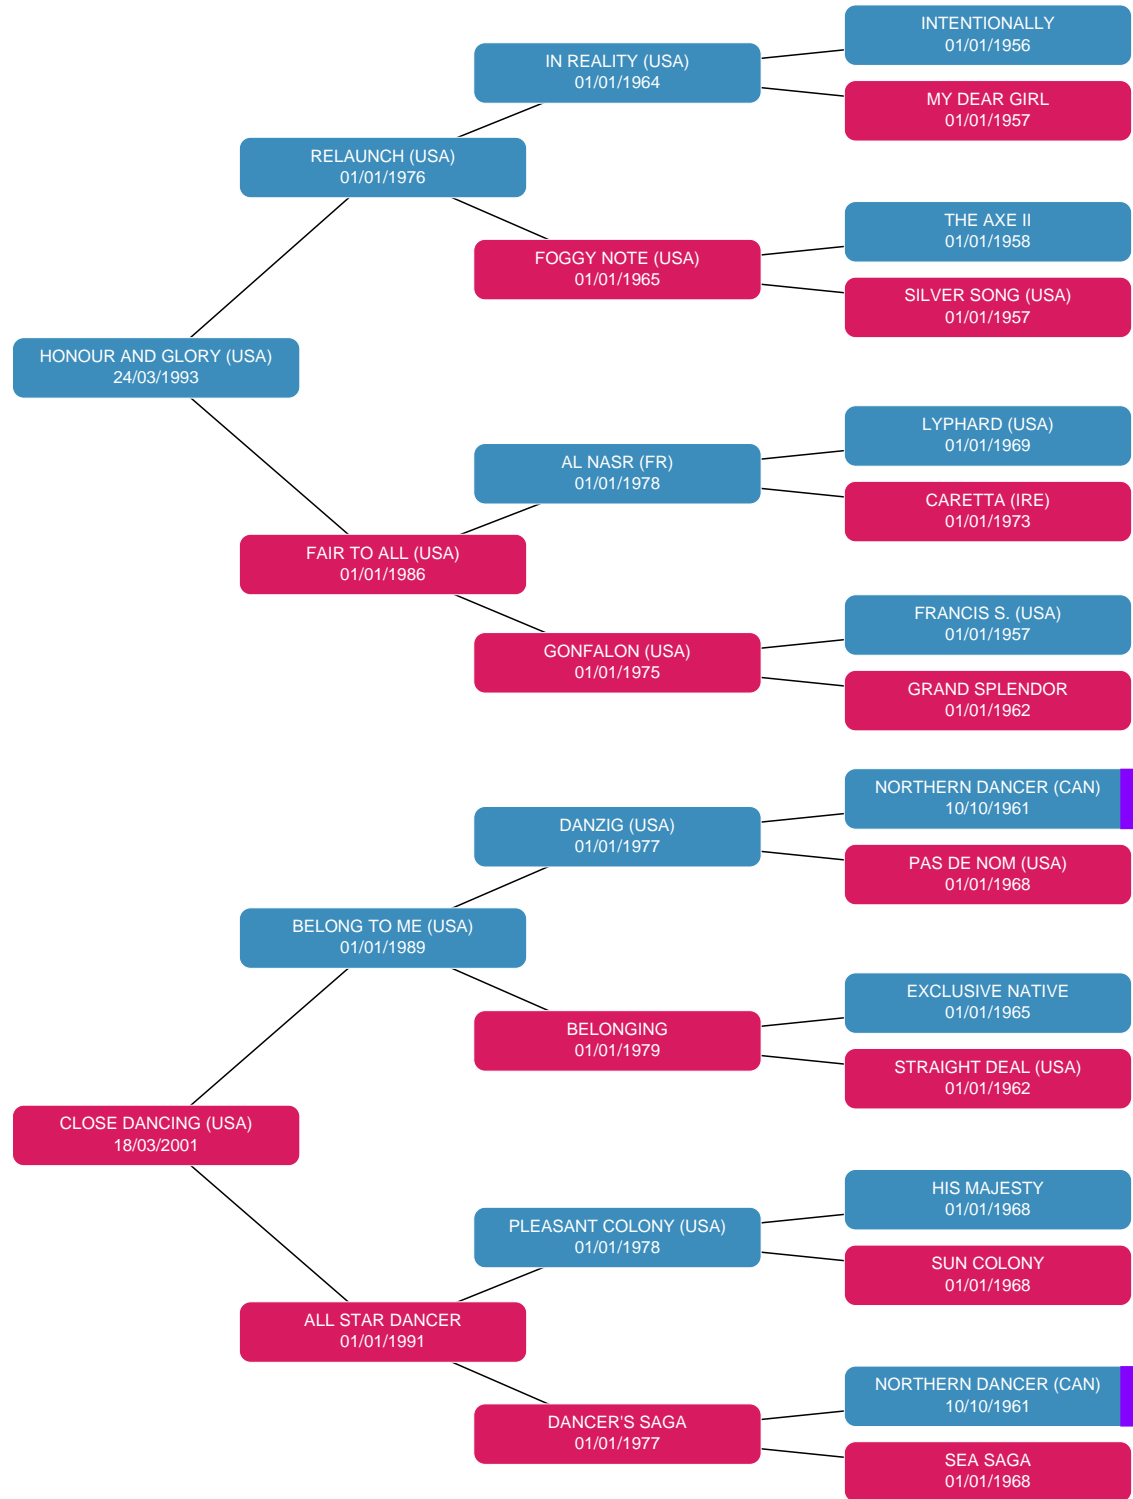 INTENTIONALLY
01/01/1956
IN REALITY (USA)
01/01/1964
MY DEAR GIRL
01/01/1957
RELAUNCH (USA)
01/01/1976
THE AXE II
01/01/1958
FOGGY NOTE (USA)
01/01/1965
SILVER SONG (USA)
01/01/1957
HONOUR AND GLORY (USA)
24/03/1993
LYPHARD (USA)
01/01/1969
AL NASR (FR)
01/01/1978
CARETTA (IRE)
01/01/1973
FAIR TO ALL (USA)
01/01/1986
FRANCIS S. (USA)
01/01/1957
GONFALON (USA)
01/01/1975
GRAND SPLENDOR
01/01/1962
NORTHERN DANCER (CAN)
10/10/1961
DANZIG (USA)
01/01/1977
PAS DE NOM (USA)
01/01/1968
BELONG TO ME (USA)
01/01/1989
EXCLUSIVE NATIVE
01/01/1965
BELONGING
01/01/1979
STRAIGHT DEAL (USA)
01/01/1962
CLOSE DANCING (USA)
18/03/2001
HIS MAJESTY
01/01/1968
PLEASANT COLONY (USA)
01/01/1978
SUN COLONY
01/01/1968
ALL STAR DANCER
01/01/1991
NORTHERN DANCER (CAN)
10/10/1961
DANCER'S SAGA
01/01/1977
SEA SAGA
01/01/1968